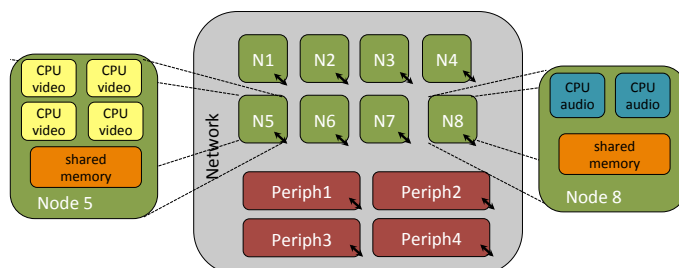 CPU
video
CPU
video
CPU
video
CPU
video
shared
memory
Node 5
Network
N1
N2
N3
N4
N5
N6
N7
N8
Periph1
Periph2
Periph3
Periph4
CPU
audio
CPU
audio
shared
memory
Node 8